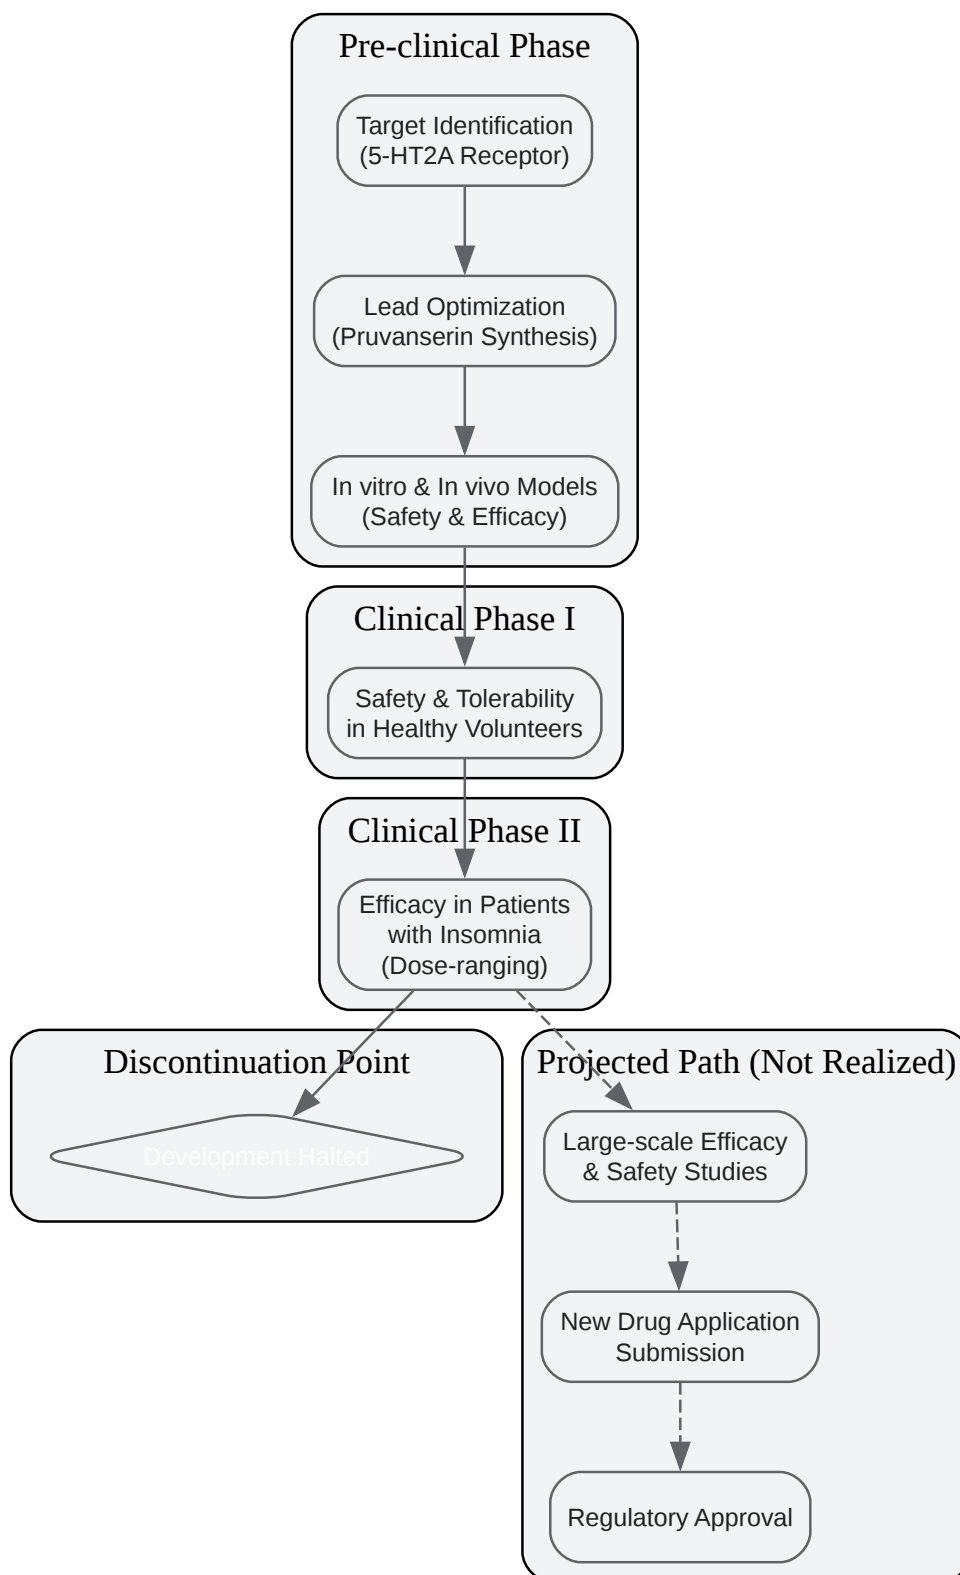 Pre-clinical Phase
Target Identification
(5-HT2A Receptor)
Lead Optimization
(Pruvanserin Synthesis)
In vitro & In vivo Models
(Safety & Efficacy)
Clinical Phase I
Safety & Tolerability
in Healthy Volunteers
Clinical Phase II
Efficacy in Patients
with Insomnia
(Dose-ranging)
Discontinuation Point
Development Halted
Projected Path (Not Realized)
Large-scale Efficacy
& Safety Studies
New Drug Application
Submission
Regulatory Approval